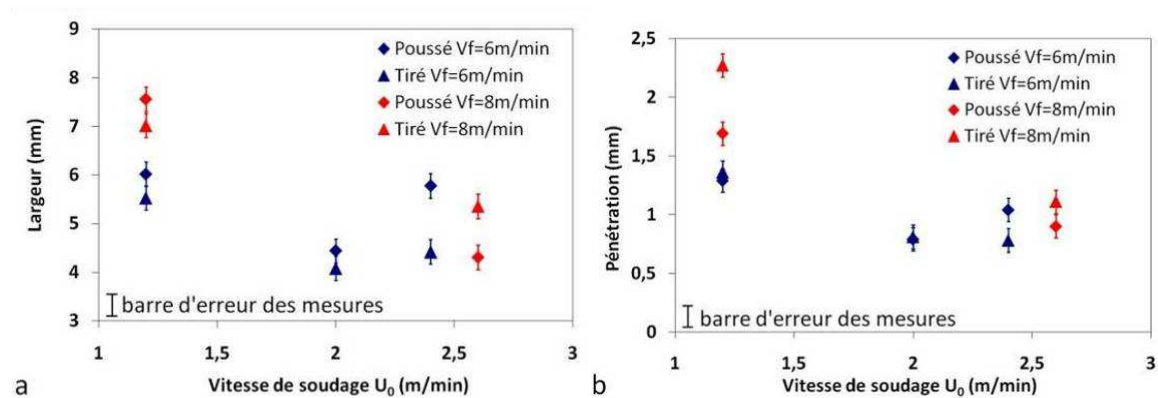 9
8
7
6
5
4
3
Largeur (mm)
Poussé Vf=6m/min
Tiré Vf=6m/min
Poussé Vf=8m/min
Tiré Vf=8m/min
barre d'erreur des mesures
1
1,5
2
2,5
3
Vitesse de soudage U₀ (m/min)
a
2,5
2
1,5
1
0,5
0
Pénétration (mm)
Poussé Vf=6m/min
Tiré Vf=6m/min
Poussé Vf=8m/min
Tiré Vf=8m/min
barre d'erreur des mesures
1
1,5
2
2,5
3
Vitesse de soudage U₀ (m/min)
b